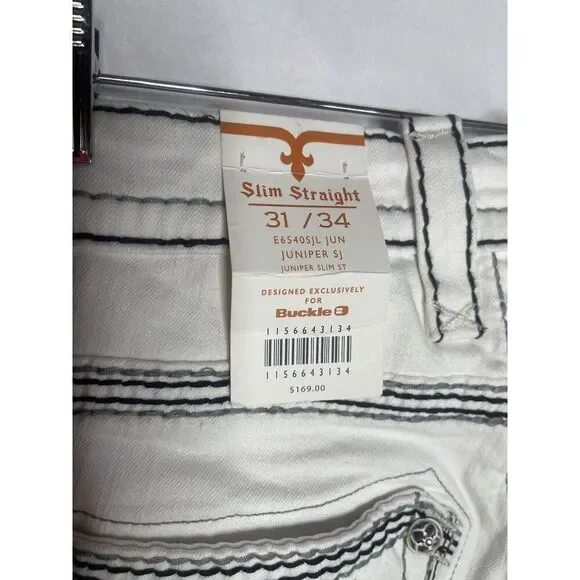 Slim Straight
31 / 34
E6540SJL JUN
JUNIPER SJ
JUNIPER SLIM ST
DESIGNED EXCLUSIVELY
FOR
Buckle B
1156643134
1156643134
$169.00